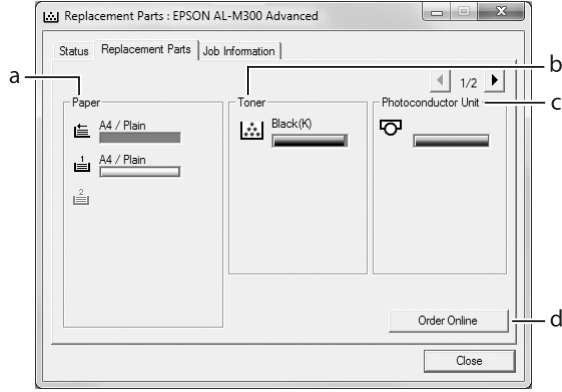 Replacement Parts : EPSON AL-M300 Advanced
Status Replacement Parts Job Information
a
b
1/2
c
Paper
Toner
Photoconductor Unit
A4 / Plain
Black(K)
1
A4 / Plain
2
Order Online
d
Close